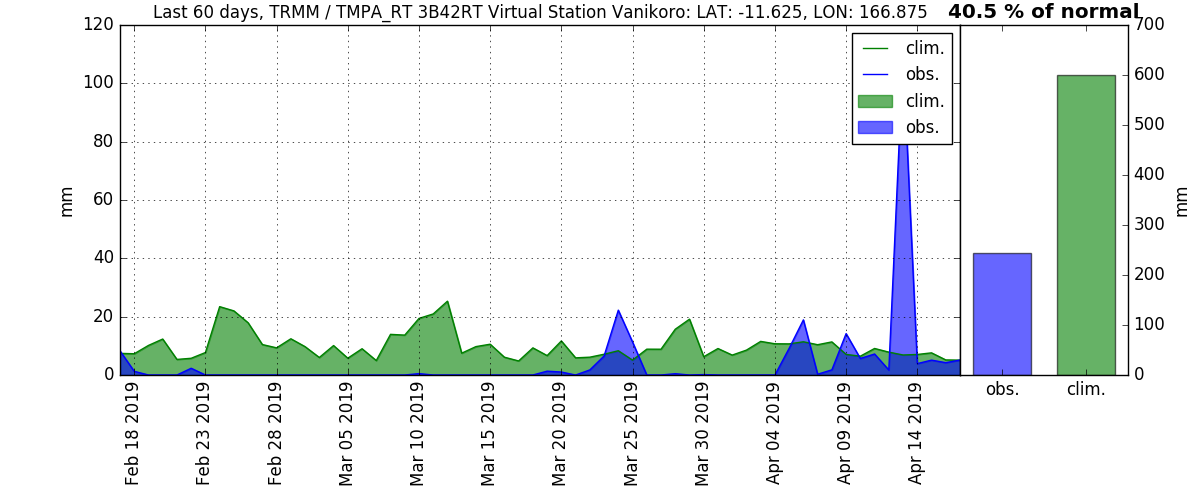 Last 60 days, TRMM / TMPA_RT 3B42RT Virtual Station Vanikoro: LAT: -11.625, LON: 166.875
40.5 % of normal
120
100
80
60
40
20
0
mm
clim.
obs.
clim.
obs.
Feb 18 2019
Feb 23 2019
Feb 28 2019
Mar 05 2019
Mar 10 2019
Mar 15 2019
Mar 20 2019
Mar 25 2019
Mar 30 2019
Apr 04 2019
Apr 09 2019
Apr 14 2019
700
600
500
400
300
200
100
0
mm
obs.
clim.